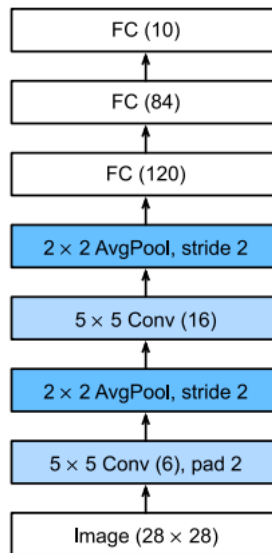 FC (10)
FC (84)
FC (120)
2 × 2 AvgPool, stride 2
5 × 5 Conv (16)
2 × 2 AvgPool, stride 2
5 × 5 Conv (6), pad 2
Image (28 × 28)